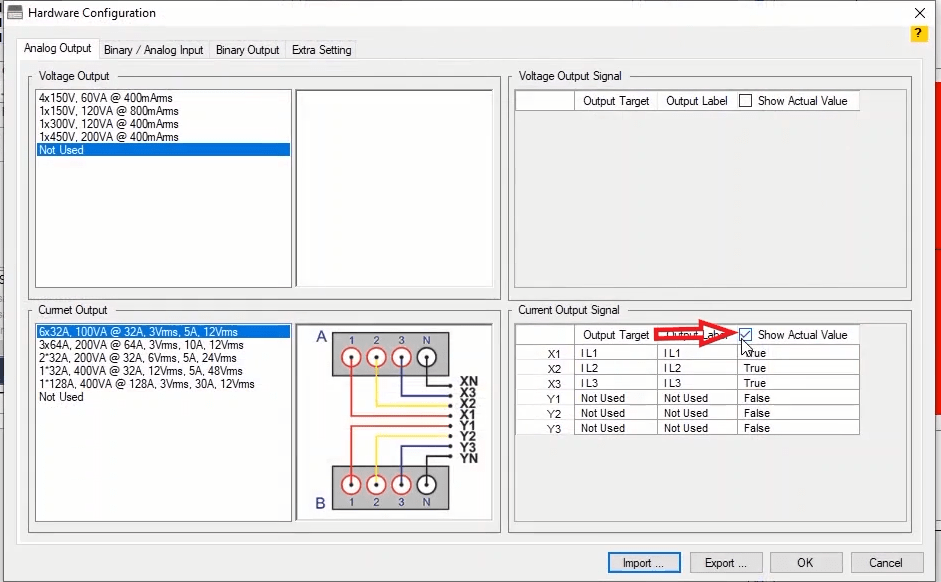 Hardware Configuration
?
Analog Output Binary / Analog Input Binary Output Extra Setting
Voltage Output
4x150V, 60VA @ 400mArms
1x150V, 120VA @ 800mArms
1x300V, 120VA @ 400mArms
1x450V, 200VA @ 400mArms
Not Used
Voltage Output Signal
Output Target Output Label Show Actual Value
Currnet Output
6x32A, 100VA @ 32A, 3Vrms, 5A, 12Vrms
3x64A, 200VA @ 64A, 3Vrms, 10A, 12Vrms
2*32A, 200VA @ 32A, 6Vrms, 5A, 24Vrms
1*32A, 400VA @ 32A, 12Vrms, 5A, 48Vrms
1*128A, 400VA @ 128A, 3Vrms, 30A, 12Vrms
Not Used
A
1 2 3 N
XN
X3
X2
X1
Y1
Y2
Y3
YN
B
1 2 3 N
Current Output Signal
Output Target Output Label Show Actual Value
X1 I L1 I L1 True
X2 I L2 I L2 True
X3 I L3 I L3 True
Y1 Not Used Not Used False
Y2 Not Used Not Used False
Y3 Not Used Not Used False
Import ... Export ... OK Cancel